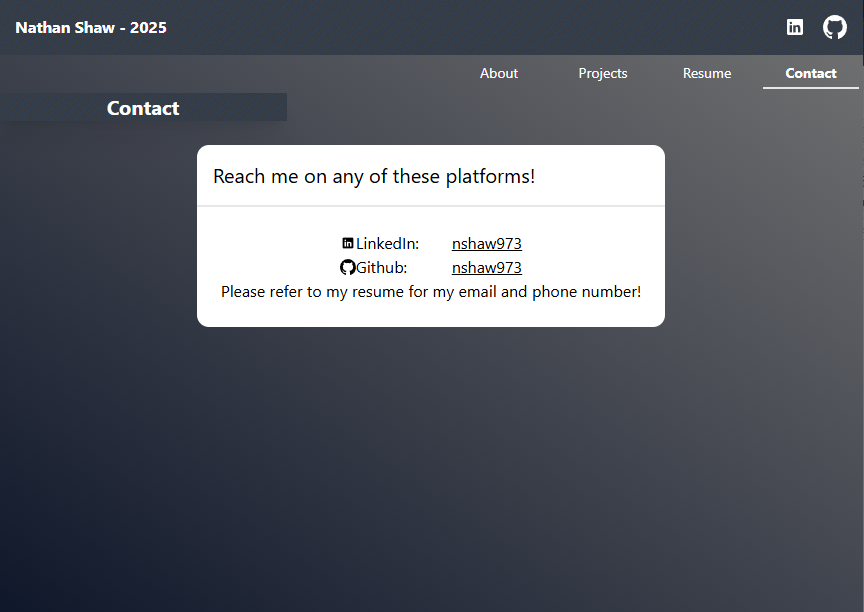 Nathan Shaw - 2025
About Projects Resume Contact
Contact
Reach me on any of these platforms!
LinkedIn: nshaw973
Github: nshaw973
Please refer to my resume for my email and phone number!